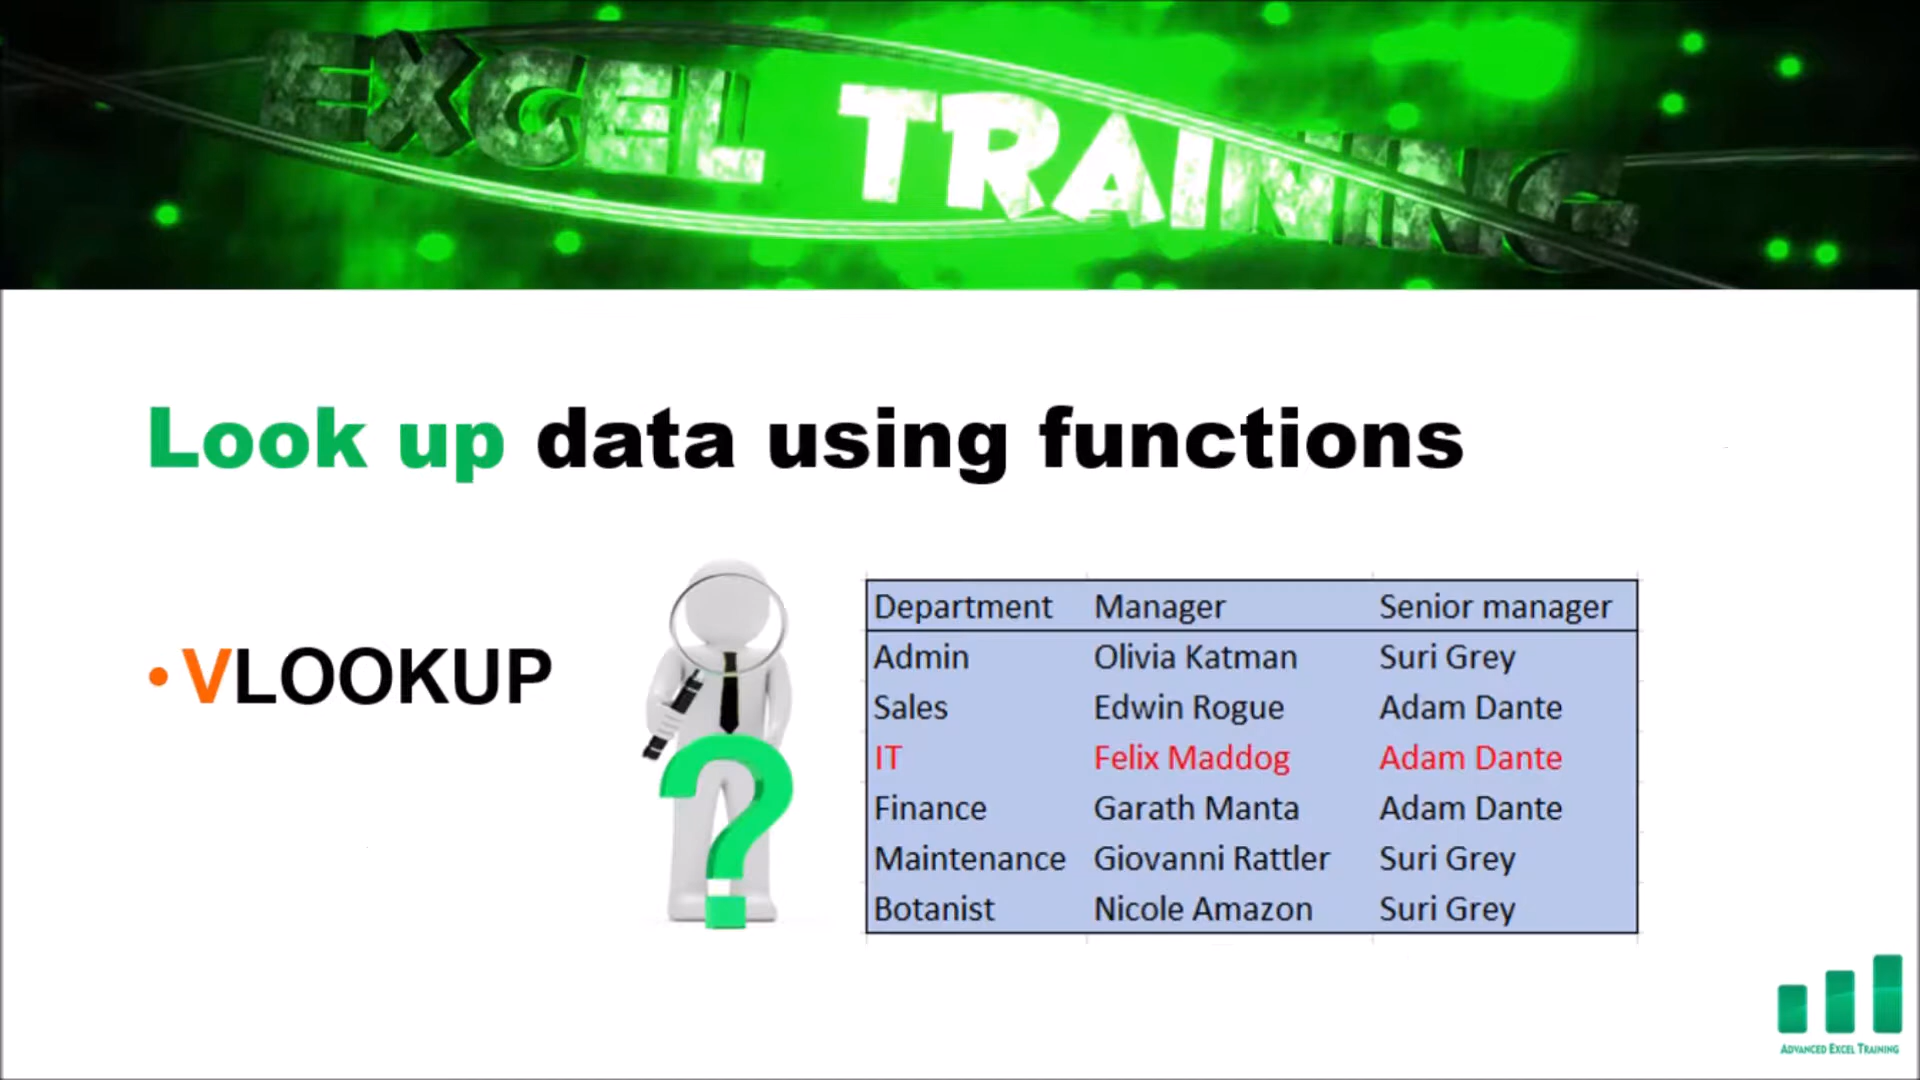 EXCEL TRAINING
Look up data using functions
• VLOOKUP
Department Manager Senior manager
Admin Olivia Katman Suri Grey
Sales Edwin Rogue Adam Dante
IT Felix Maddog Adam Dante
Finance Garath Manta Adam Dante
Maintenance Giovanni Rattler Suri Grey
Botanist Nicole Amazon Suri Grey
?
ADVANCED EXCEL TRAINING